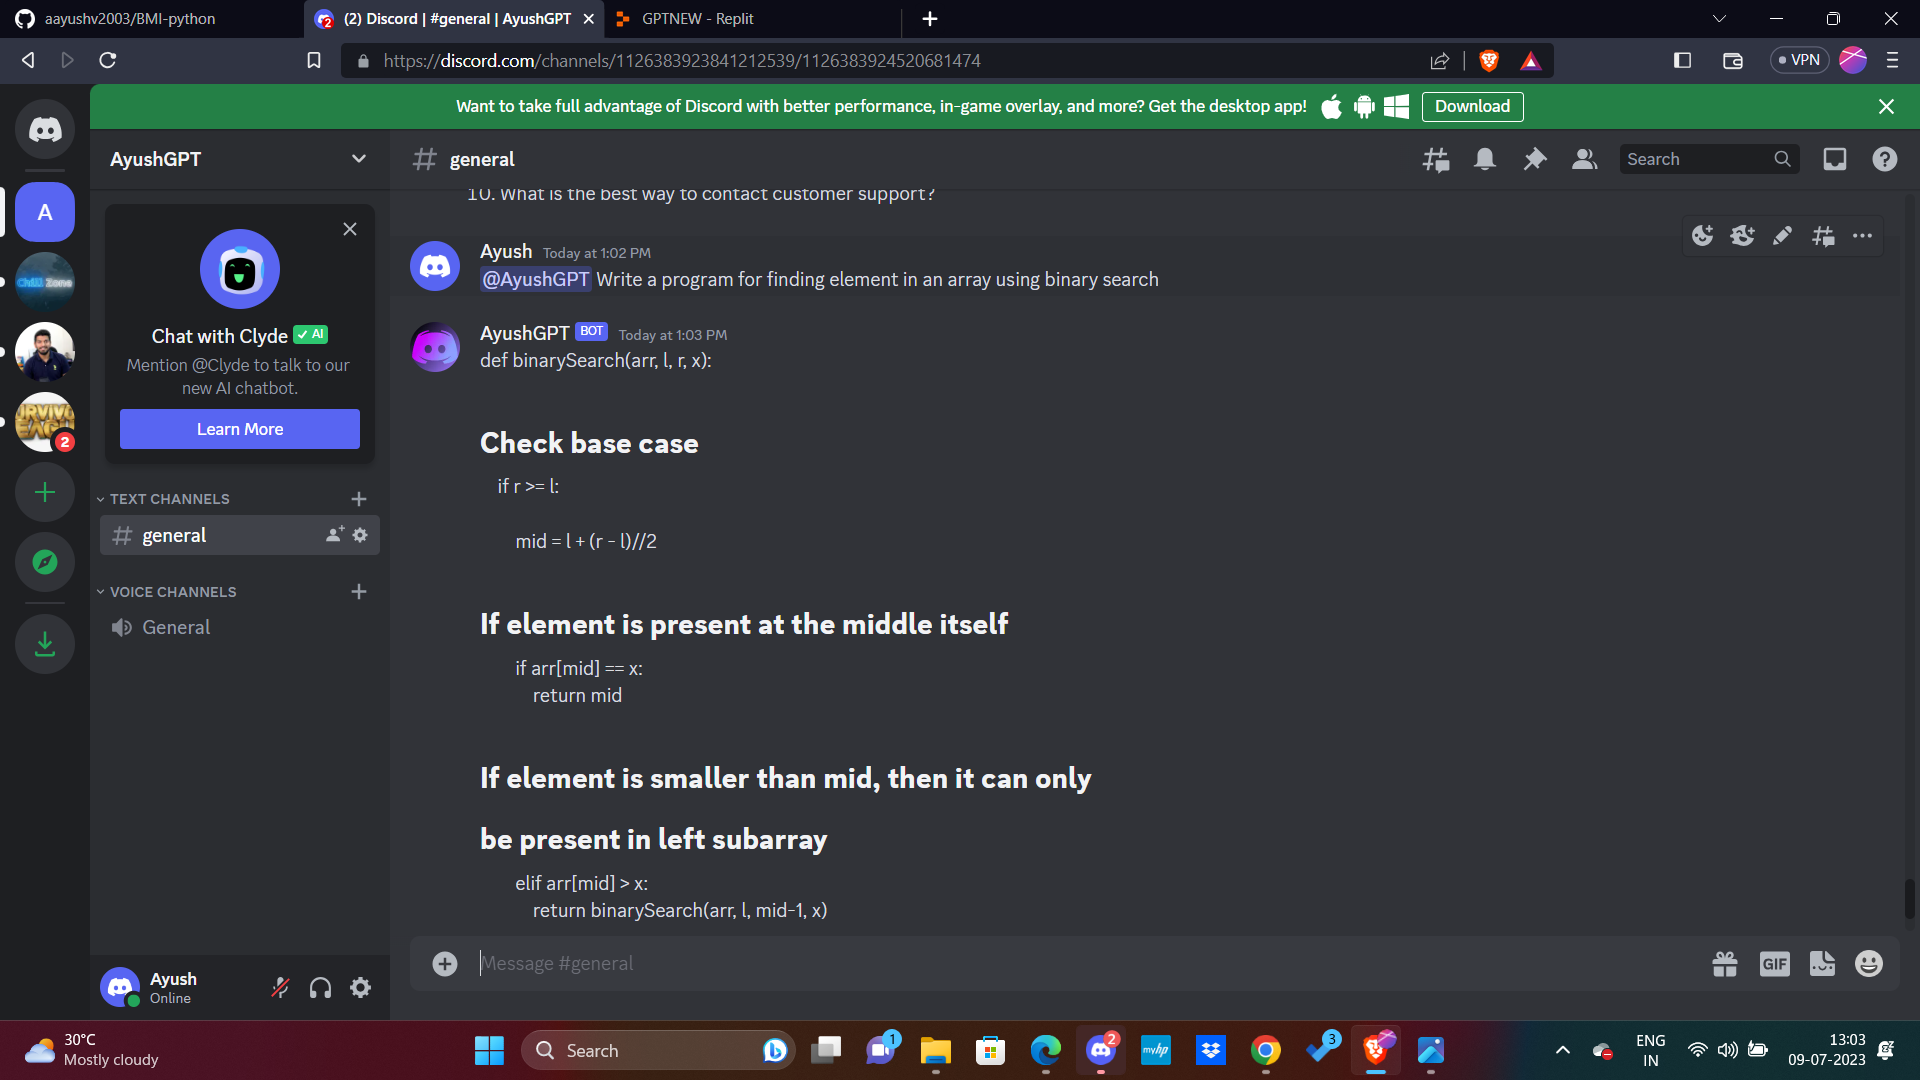 aayushv2003/BMI-python
(2) Discord | #general | AyushGPT
GPTNEW - Replit
https://discord.com/channels/1126383923841212539/1126383924520681474
VPN
Want to take full advantage of Discord with better performance, in-game overlay, and more? Get the desktop app!
Download
AyushGPT
general
Search
A
Chat with Clyde
AI
Mention @Clyde to talk to our
new AI chatbot.
Learn More
TEXT CHANNELS
general
VOICE CHANNELS
General
Chill Zone
2
10. What is the best way to contact customer support?
Ayush Today at 1:02 PM
@AyushGPT Write a program for finding element in an array using binary search
AyushGPT BOT Today at 1:03 PM
def binarySearch(arr, l, r, x):
Check base case
if r >= l:
mid = l + (r - l)//2
If element is present at the middle itself
if arr[mid] == x:
return mid
If element is smaller than mid, then it can only
be present in left subarray
elif arr[mid] > x:
return binarySearch(arr, l, mid-1, x)
Message #general
GIF
Ayush
Online
30°C
Mostly cloudy
Search
1
2
myhp
3
ENG
IN
13:03
09-07-2023